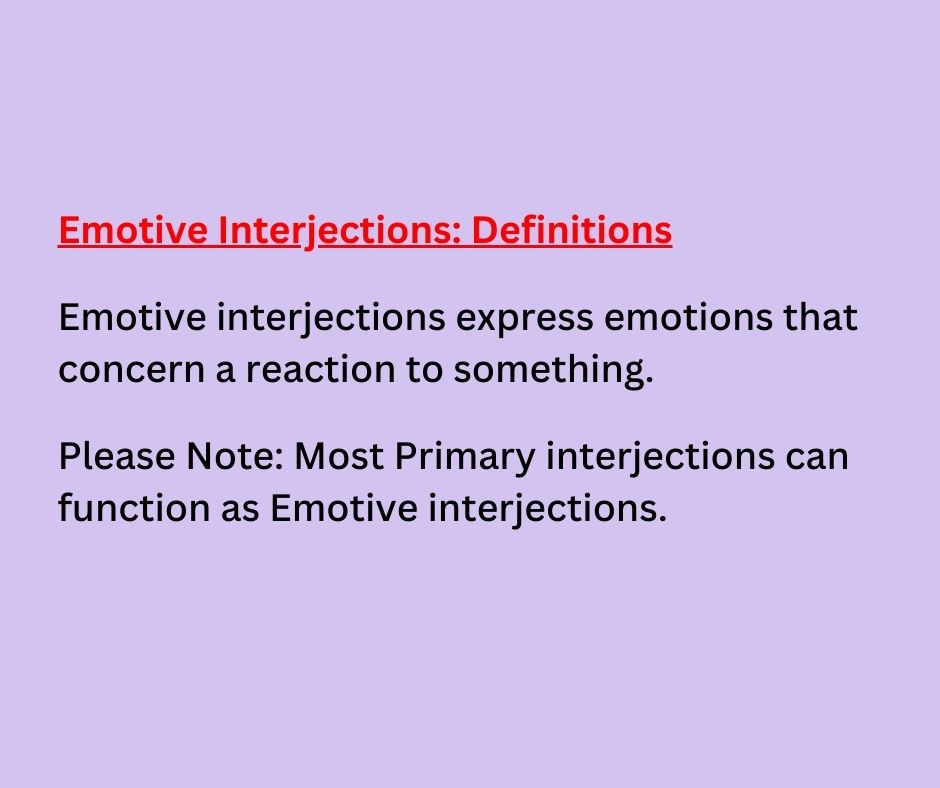 Emotive Interjections: Definitions
Emotive interjections express emotions that
concern a reaction to something.
Please Note: Most Primary interjections can
function as Emotive interjections.